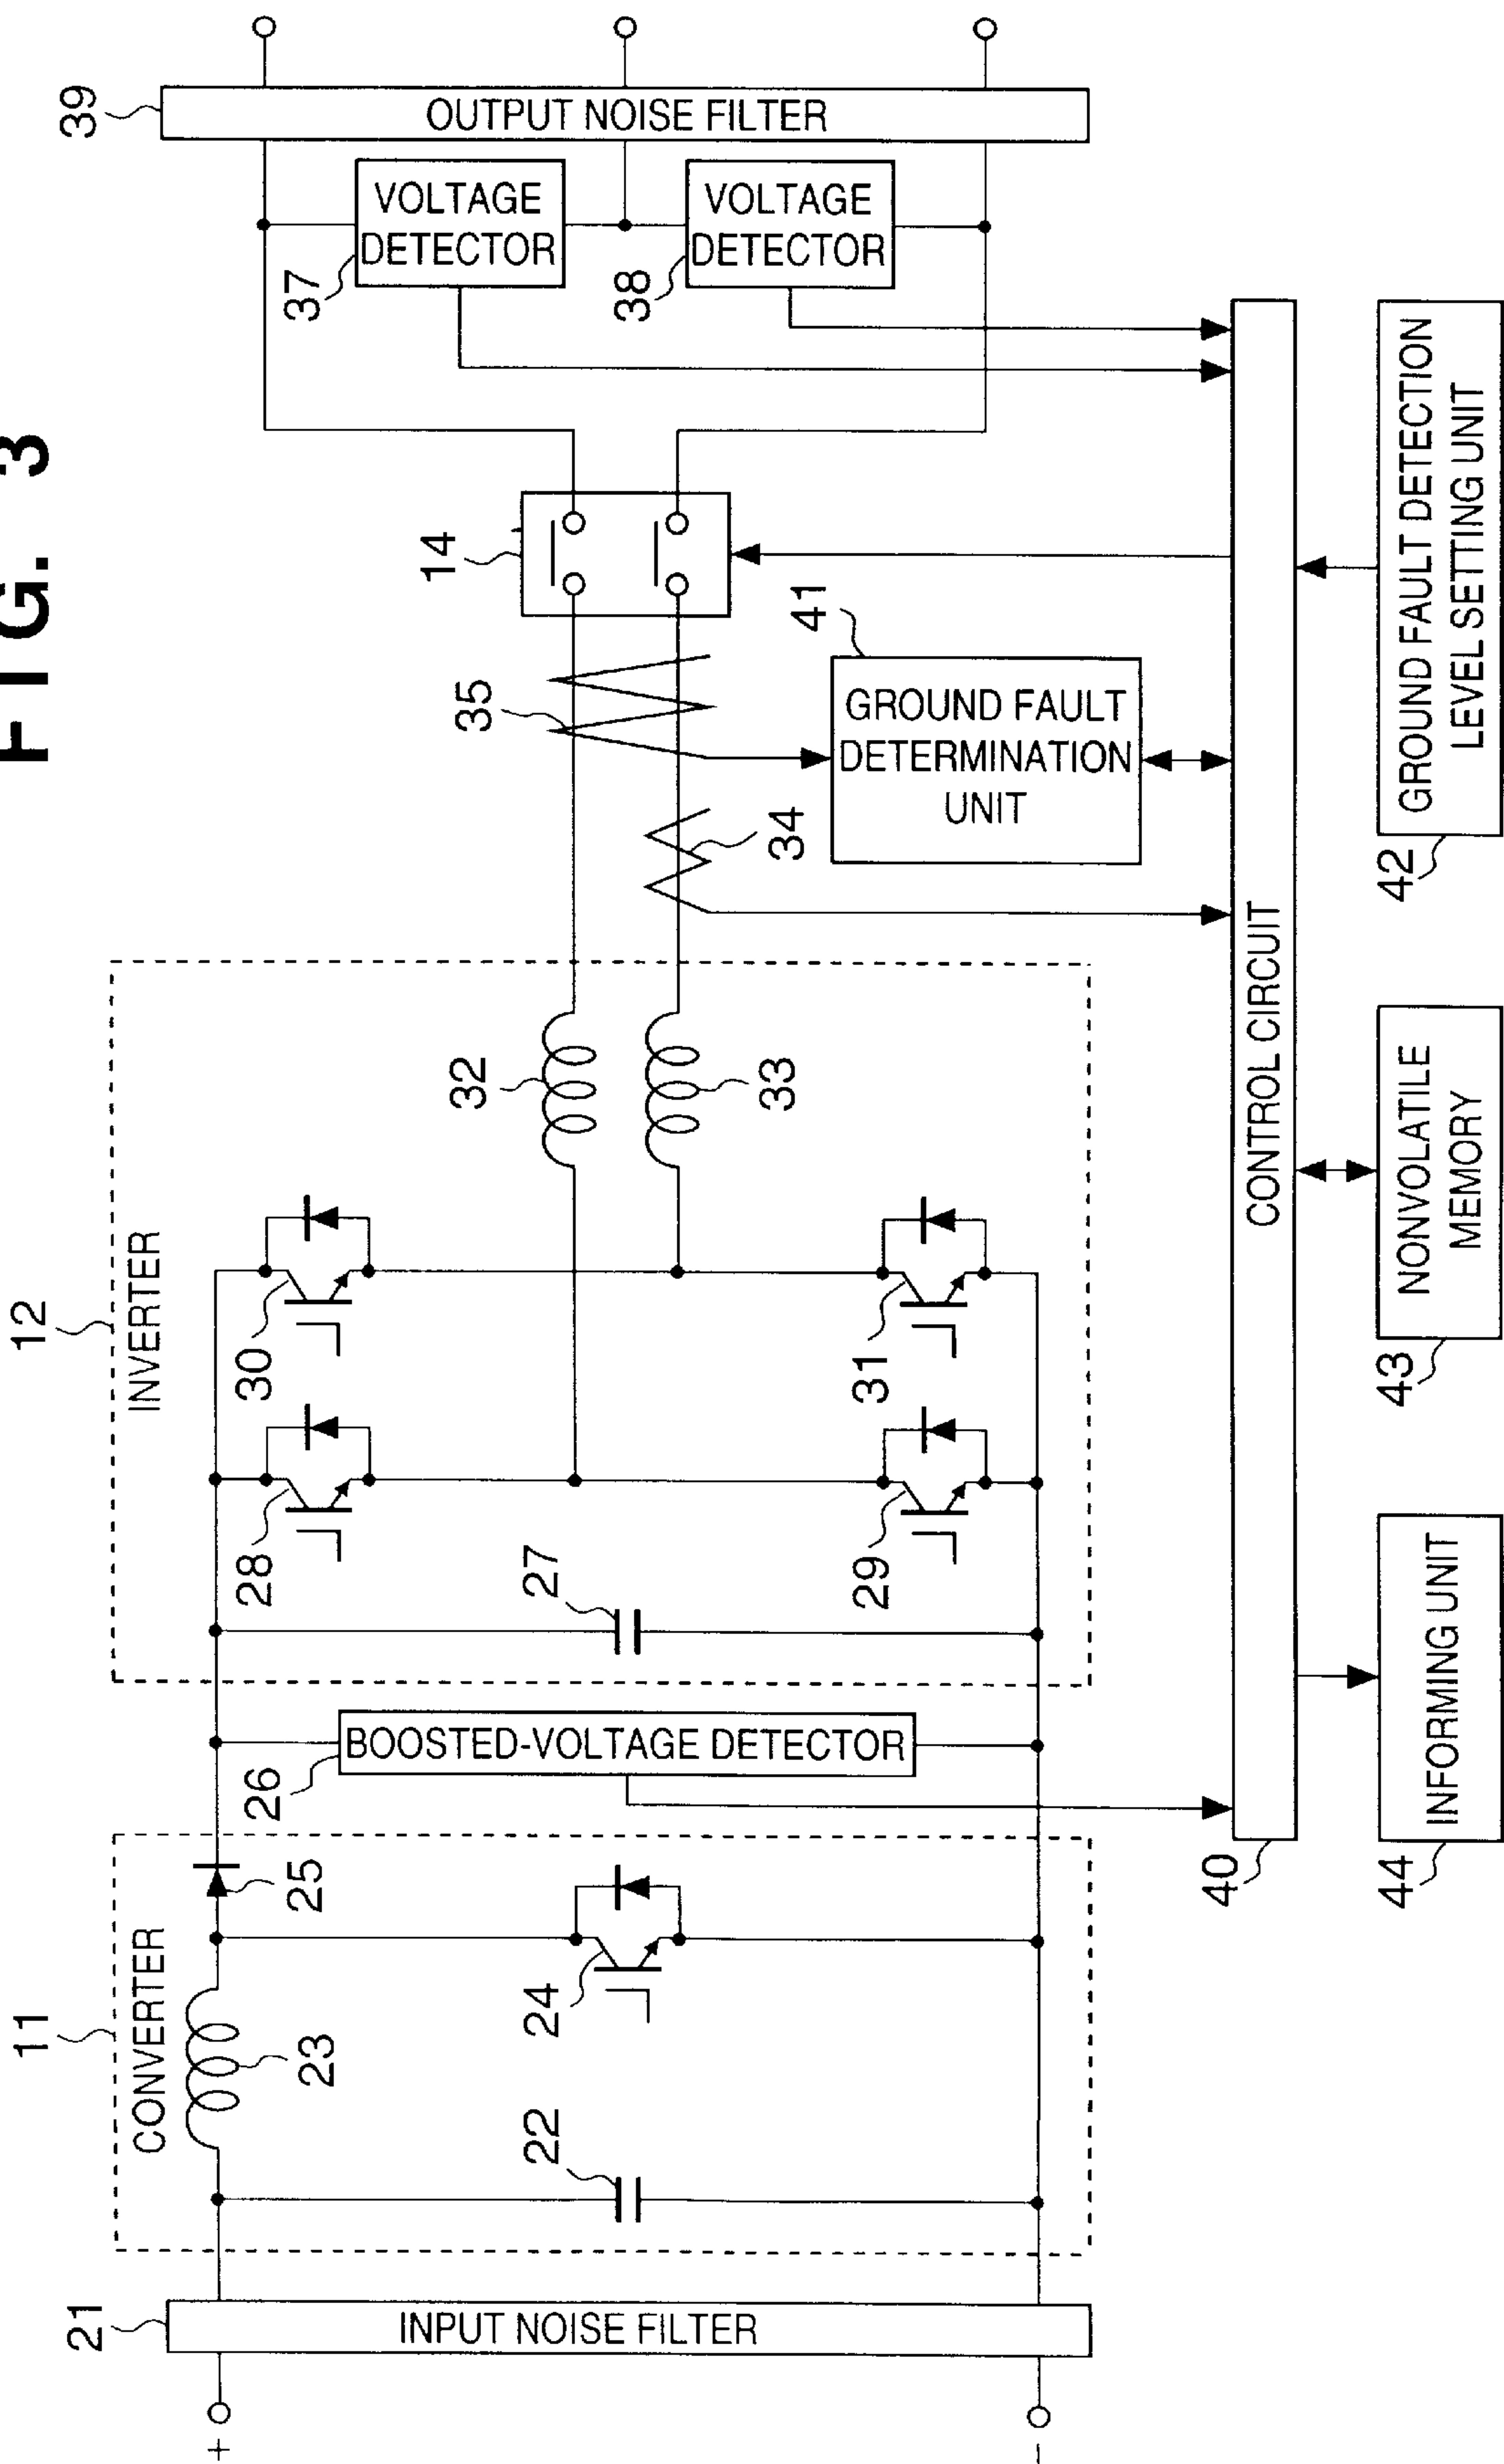 FIG. 3
11
CONVERTER
12
INVERTER
39
OUTPUT NOISE FILTER
21
INPUT NOISE FILTER
+
-
22
23
24
25
26
BOOSTED-VOLTAGE DETECTOR
27
28
29
30
31
32
33
34
35
14
37
VOLTAGE
DETECTOR
38
VOLTAGE
DETECTOR
41
GROUND FAULT
DETERMINATION
UNIT
40
CONTROL CIRCUIT
44
INFORMING UNIT
43
NONVOLATILE
MEMORY
42
GROUND FAULT DETECTION
LEVEL SETTING UNIT